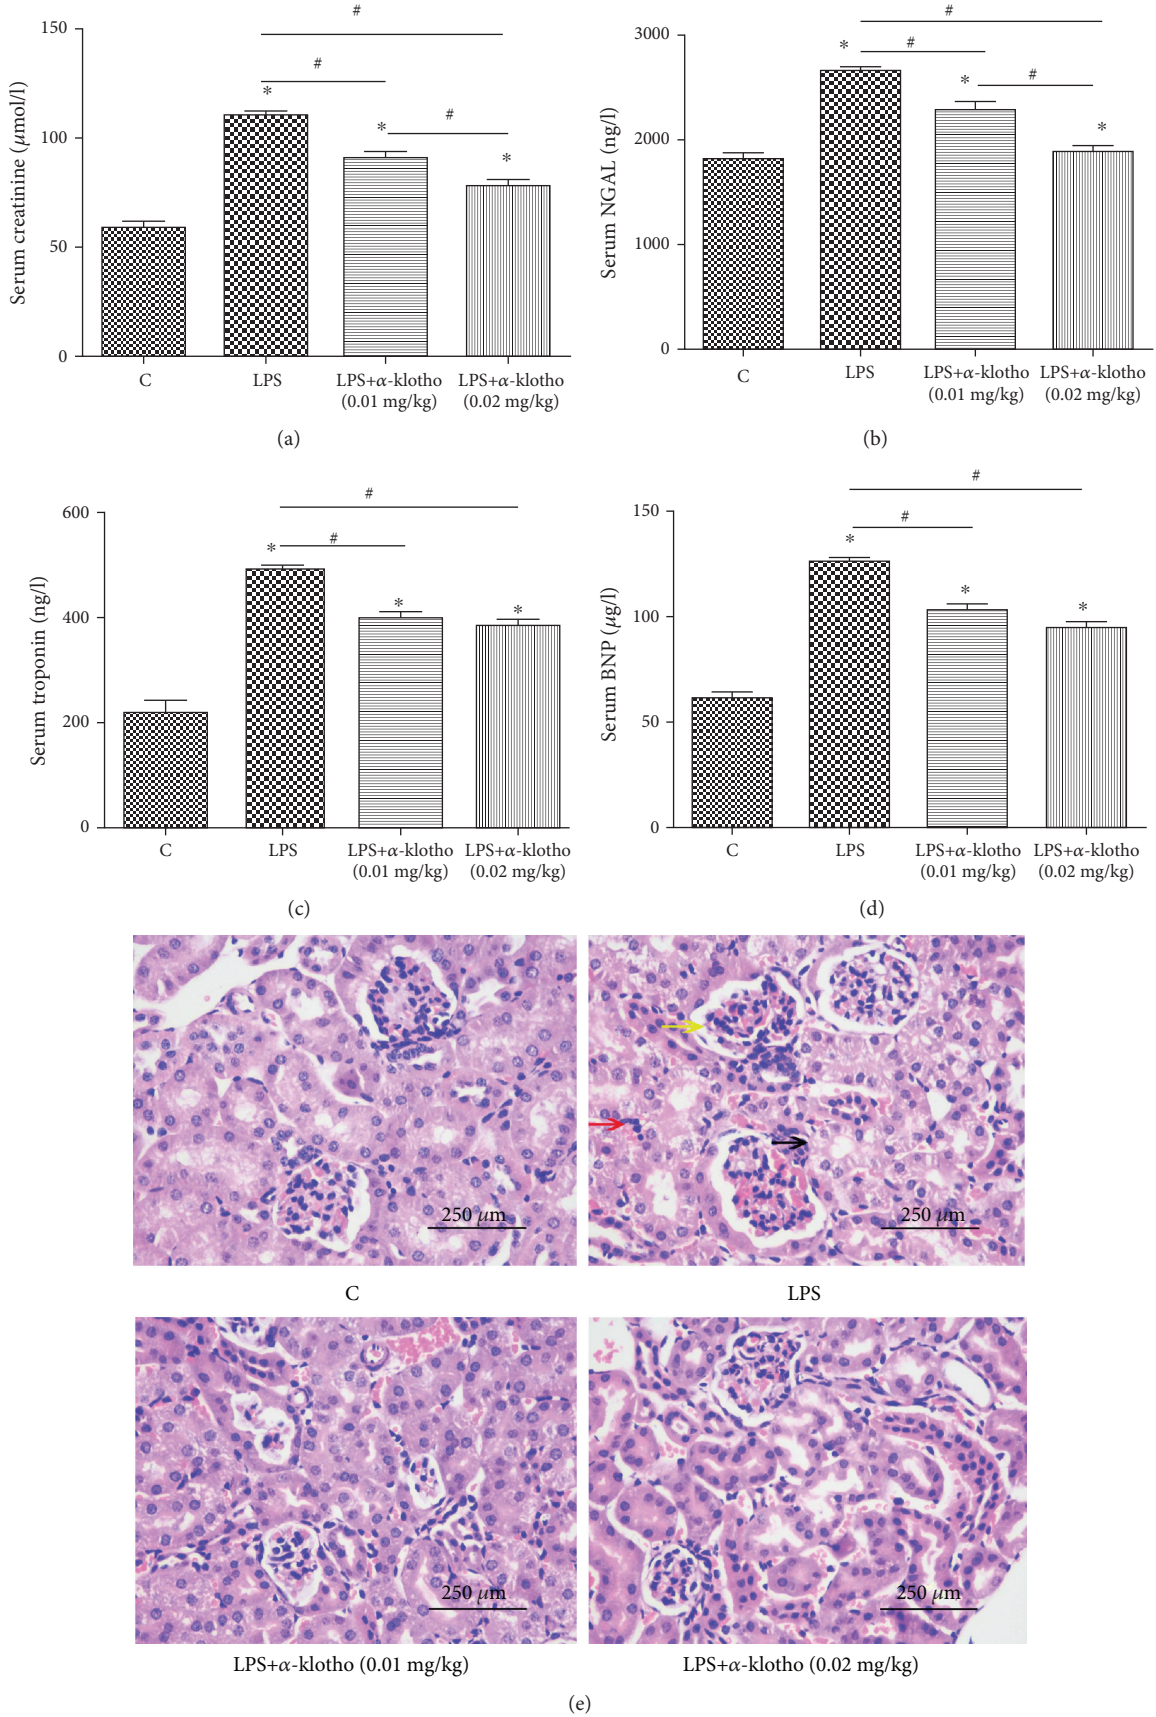 #
#
#
*
*
*
150
100
50
0
Serum creatinine (μmol/l)
C
LPS
LPS+α-klotho
(0.01 mg/kg)
LPS+α-klotho
(0.02 mg/kg)
(a)
#
#
#
*
*
*
3000
2000
1000
0
Serum NGAL (ng/l)
C
LPS
LPS+α-klotho
(0.01 mg/kg)
LPS+α-klotho
(0.02 mg/kg)
(b)
#
#
*
*
*
600
400
200
0
Serum troponin (ng/l)
C
LPS
LPS+α-klotho
(0.01 mg/kg)
LPS+α-klotho
(0.02 mg/kg)
(c)
#
#
*
*
*
150
100
50
0
Serum BNP (μg/l)
C
LPS
LPS+α-klotho
(0.01 mg/kg)
LPS+α-klotho
(0.02 mg/kg)
(d)
250 μm
C
250 μm
LPS
250 μm
LPS+α-klotho (0.01 mg/kg)
250 μm
LPS+α-klotho (0.02 mg/kg)
(e)